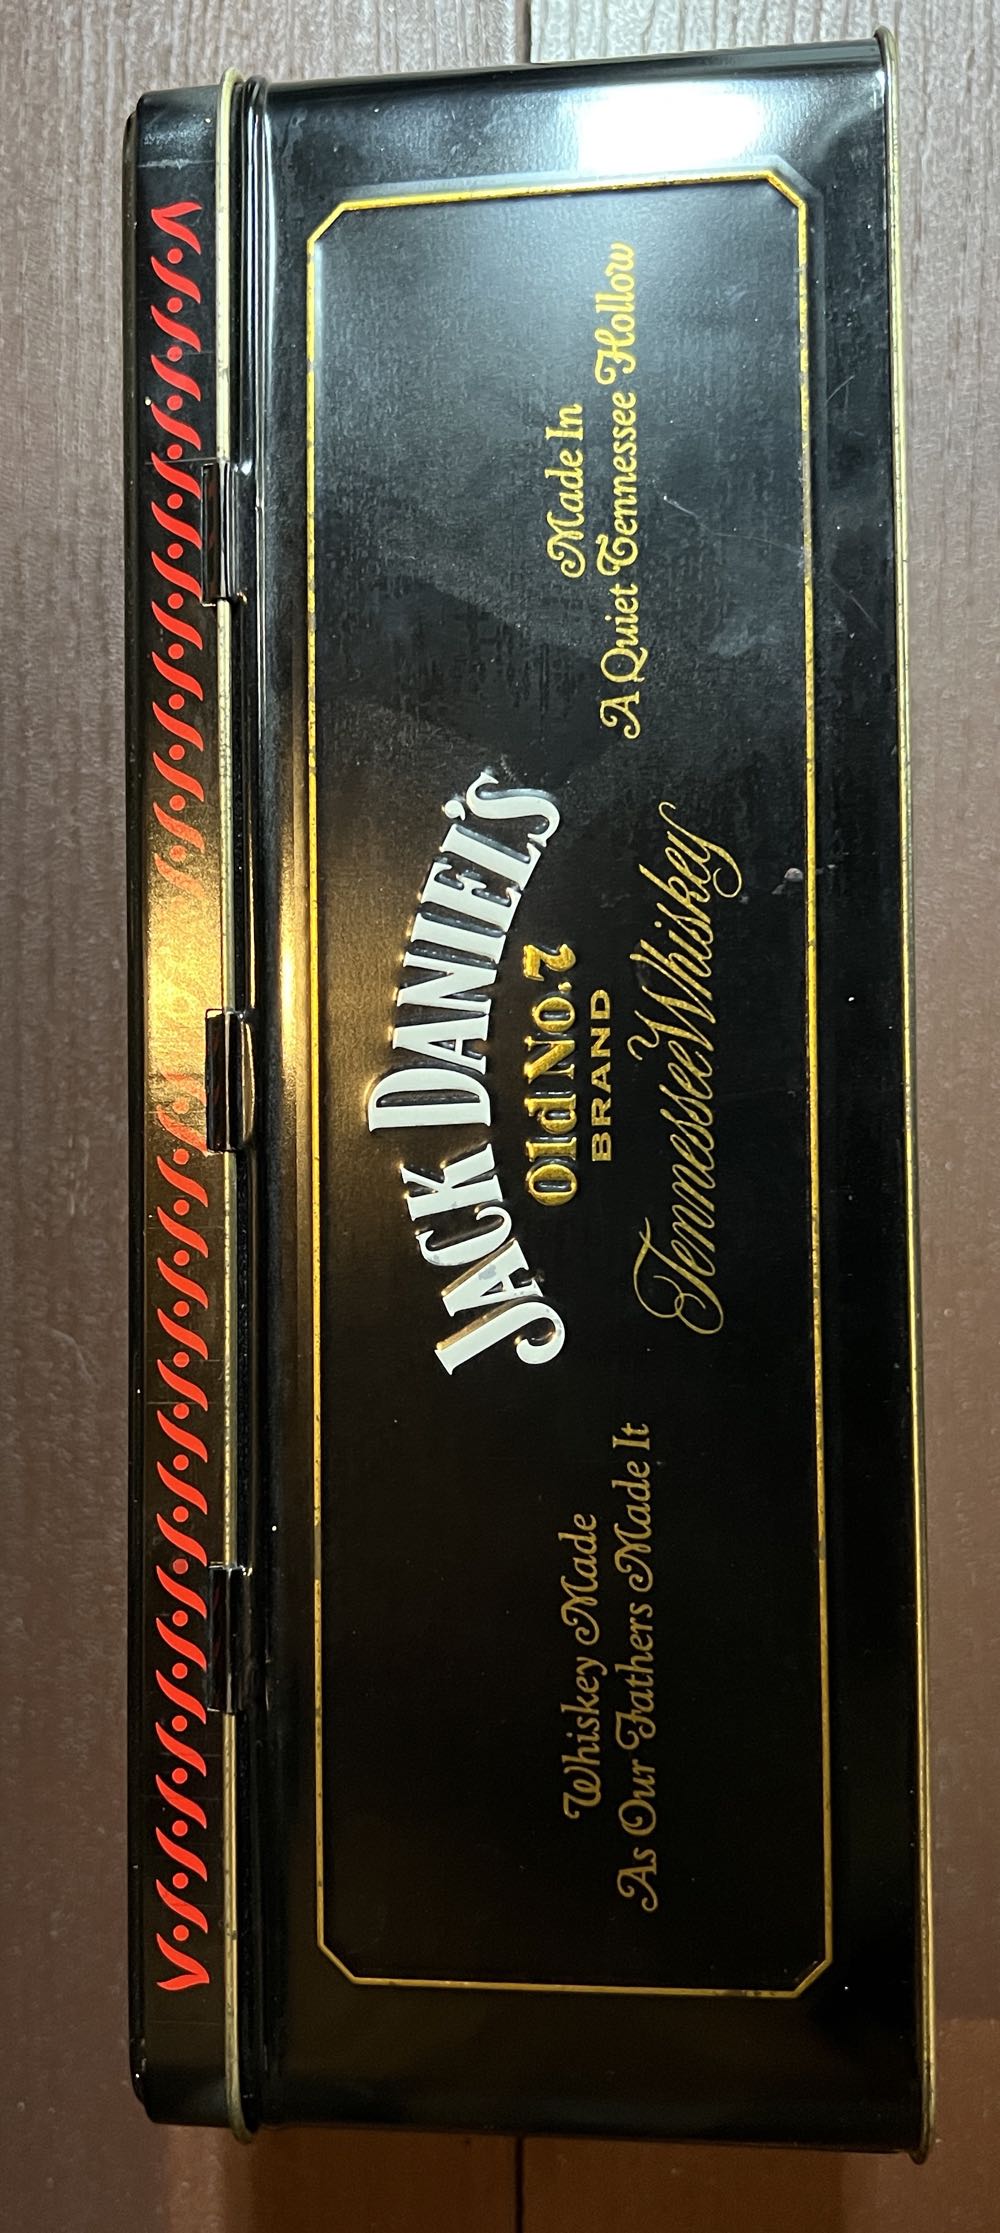 JACK DANIEL'S
Old No. 7
BRAND
Tennessee Whiskey
Whiskey Made
As Our Fathers Made It
Made In
A Quiet Tennessee Hollow